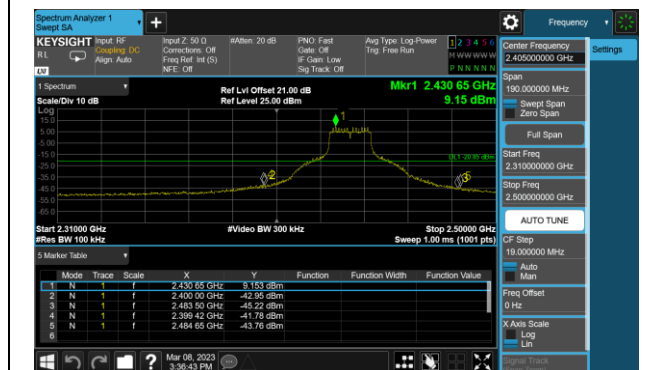 Spectrum Analyzer 1
Swept SA
Frequency
KEYSIGHT Input: RF
Coupling: DC
Align: Auto
Input Z: 50 Ω
Corrections: Off
Freq Ref: Int (S)
NFE: Off
#Atten: 20 dB
PNO: Fast
Gate: Off
IF Gain: Low
Sig Track: Off
Avg Type: Log-Power
Trig: Free Run
1 2 3 4 5 6
M W W W W W
P N N N N N
RL
Center Frequency
2.405000000 GHz
Settings
Span
190.000000 MHz
Swept Span
Zero Span
Full Span
Start Freq
2.310000000 GHz
Stop Freq
2.500000000 GHz
AUTO TUNE
CF Step
19.000000 MHz
Auto
Man
Freq Offset
0 Hz
X Axis Scale
Log
Lin
Signal Track
1 Spectrum
Scale/Div 10 dB
Ref Lvl Offset 21.00 dB
Ref Level 25.00 dBm
Mkr1 2.430 65 GHz
9.15 dBm
Log
15.0
5.00
-5.00
-15.0
-25.0
-35.0
-45.0
-55.0
-65.0
1
2
DL1 -20.85 dBm
Start 2.31000 GHz
#Res BW 100 kHz
#Video BW 300 kHz
Stop 2.50000 GHz
Sweep 1.00 ms (1001 pts)
5 Marker Table
Mode Trace Scale X Y Function Function Width Function Value
1 N 1 f 2.430 65 GHz 9.153 dBm
2 N 1 f 2.400 00 GHz -42.95 dBm
3 N 1 f 2.483 50 GHz -45.22 dBm
4 N 1 f 2.399 42 GHz -41.78 dBm
5 N 1 f 2.484 65 GHz -43.76 dBm
6
Mar 08, 2023
3:36:43 PM